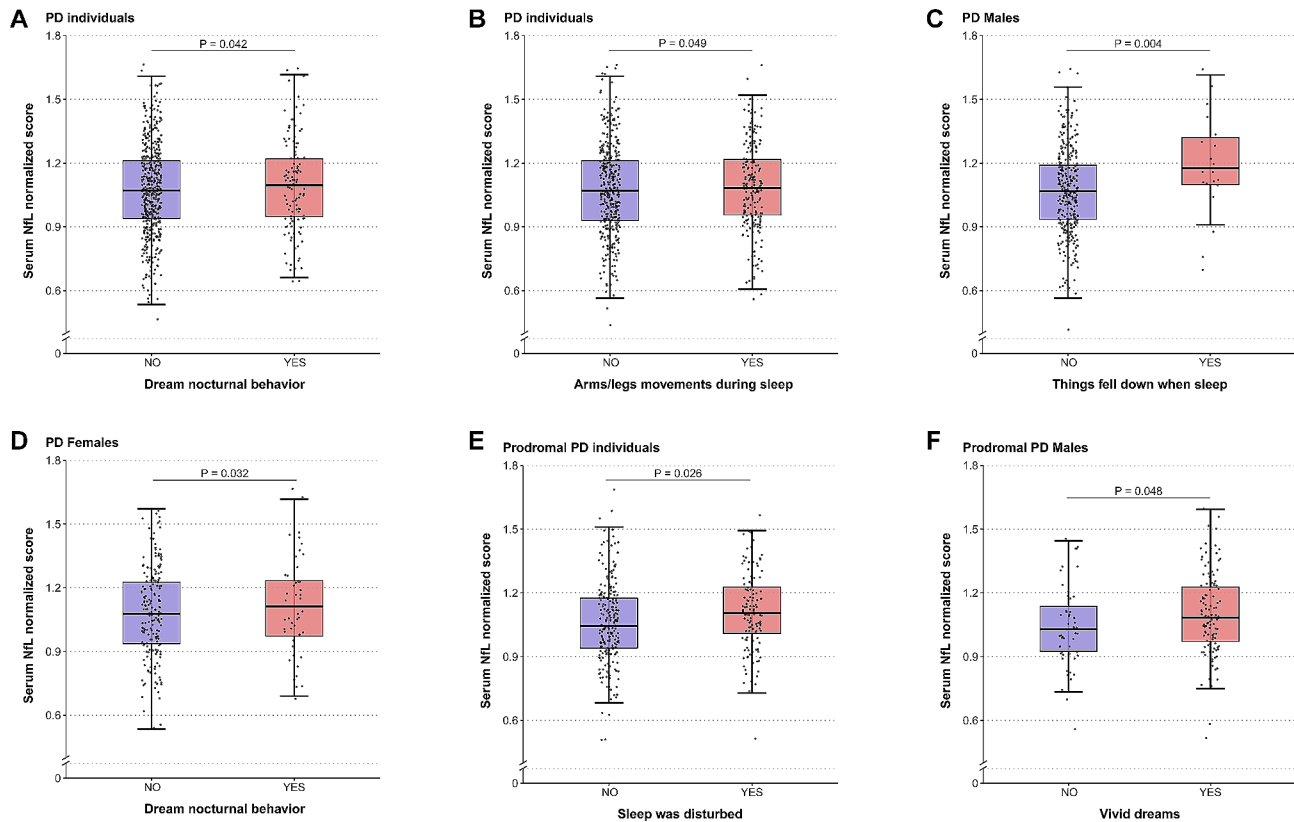 A
PD individuals
Serum NfL normalized score
1.8
1.5
1.2
0.9
0.6
0
P = 0.042
NO
YES
Dream nocturnal behavior
B
PD individuals
Serum NfL normalized score
1.8
1.5
1.2
0.9
0.6
0
P = 0.049
NO
YES
Arms/legs movements during sleep
C
PD Males
Serum NfL normalized score
1.8
1.5
1.2
0.9
0.6
0
P = 0.004
NO
YES
Things fell down when sleep
D
PD Females
Serum NfL normalized score
1.8
1.5
1.2
0.9
0.6
0
P = 0.032
NO
YES
Dream nocturnal behavior
E
Prodromal PD individuals
Serum NfL normalized score
1.8
1.5
1.2
0.9
0.6
0
P = 0.026
NO
YES
Sleep was disturbed
F
Prodromal PD Males
Serum NfL normalized score
1.8
1.5
1.2
0.9
0.6
0
P = 0.048
NO
YES
Vivid dreams